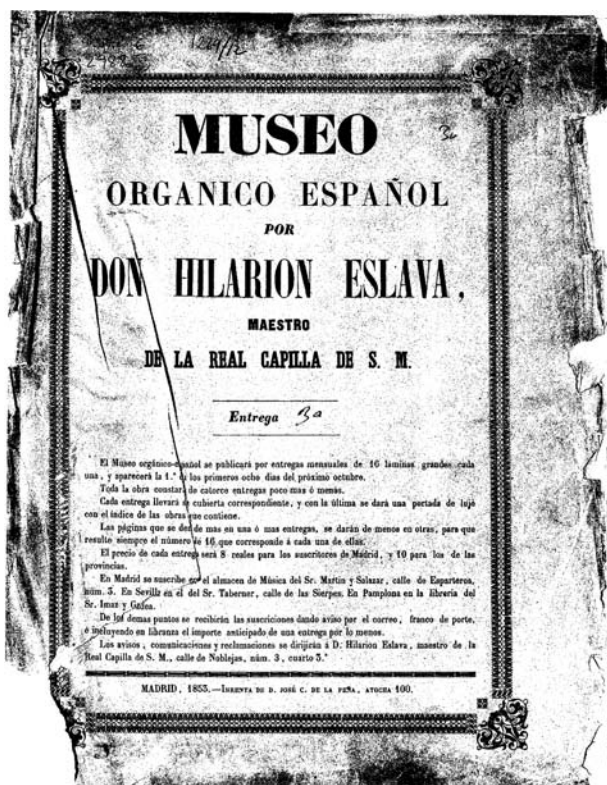 2988
1214/12
3a
MUSEO
ORGANICO ESPAÑOL
POR
DON HILARION ESLAVA,
MAESTRO
DE LA REAL CAPILLA DE S. M.
Entrega 3a
El Museo orgánico español se publicará por entregas mensuales de 16 laminas grandes cada
una, y aparecerá la 1.ª los primeros ocho dias del próximo octubre.
Toda la obra constará de catorce entregas poco mas ó menos.
Cada entrega llevará su cubierta correspondiente, y con la última se dará una portada de lujo
con el índice de las obras que contiene.
Las páginas que se den de mas en una ó mas entregas, se darán de menos en otras, para que
resulte siempre el número de 16 que corresponde á cada una de ellas.
El precio de cada entrega será 8 reales para los suscritores de Madrid, y 10 para los de las
provincias.
En Madrid se suscribe en el almacen de Música del Sr. Martin y Salazar, calle de Esparteros,
núm. 3. En Sevilla en el del Sr. Taberner, calle de las Sierpes. En Pamplona en la libreria del
Sr. Imaz y Gadea.
De los demas puntos se recibirán las suscriciones dando aviso por el correo, franco de porte,
é incluyendo en libranza el importe anticipado de una entrega por lo menos.
Los avisos, comunicaciones y reclamaciones se dirijirán á D. Hilarion Eslava, maestro de la
Real Capilla de S. M., calle de Noblejas, núm. 3, cuarto 3.º
MADRID, 1853.—IMRENTA DE D. JOSÉ C. DE LA PEÑA, ATOCHA 100.